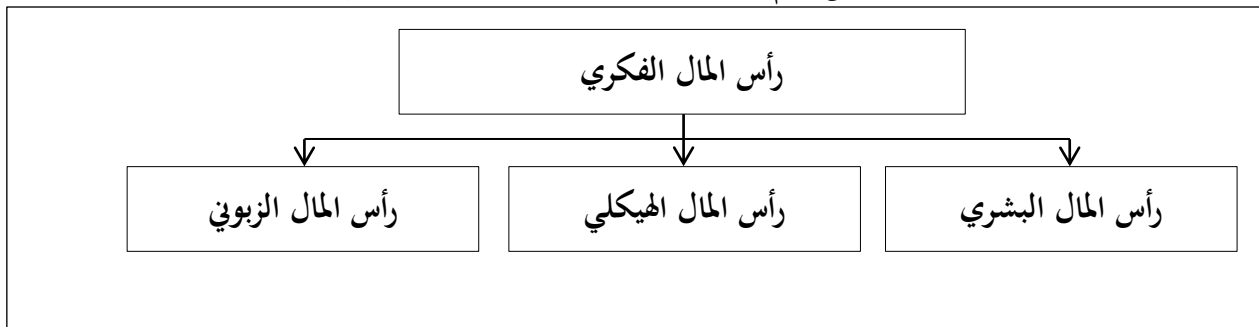 رأس المال الفكري
رأس المال البشري
رأس المال الهيكلي
رأس المال الزبوني